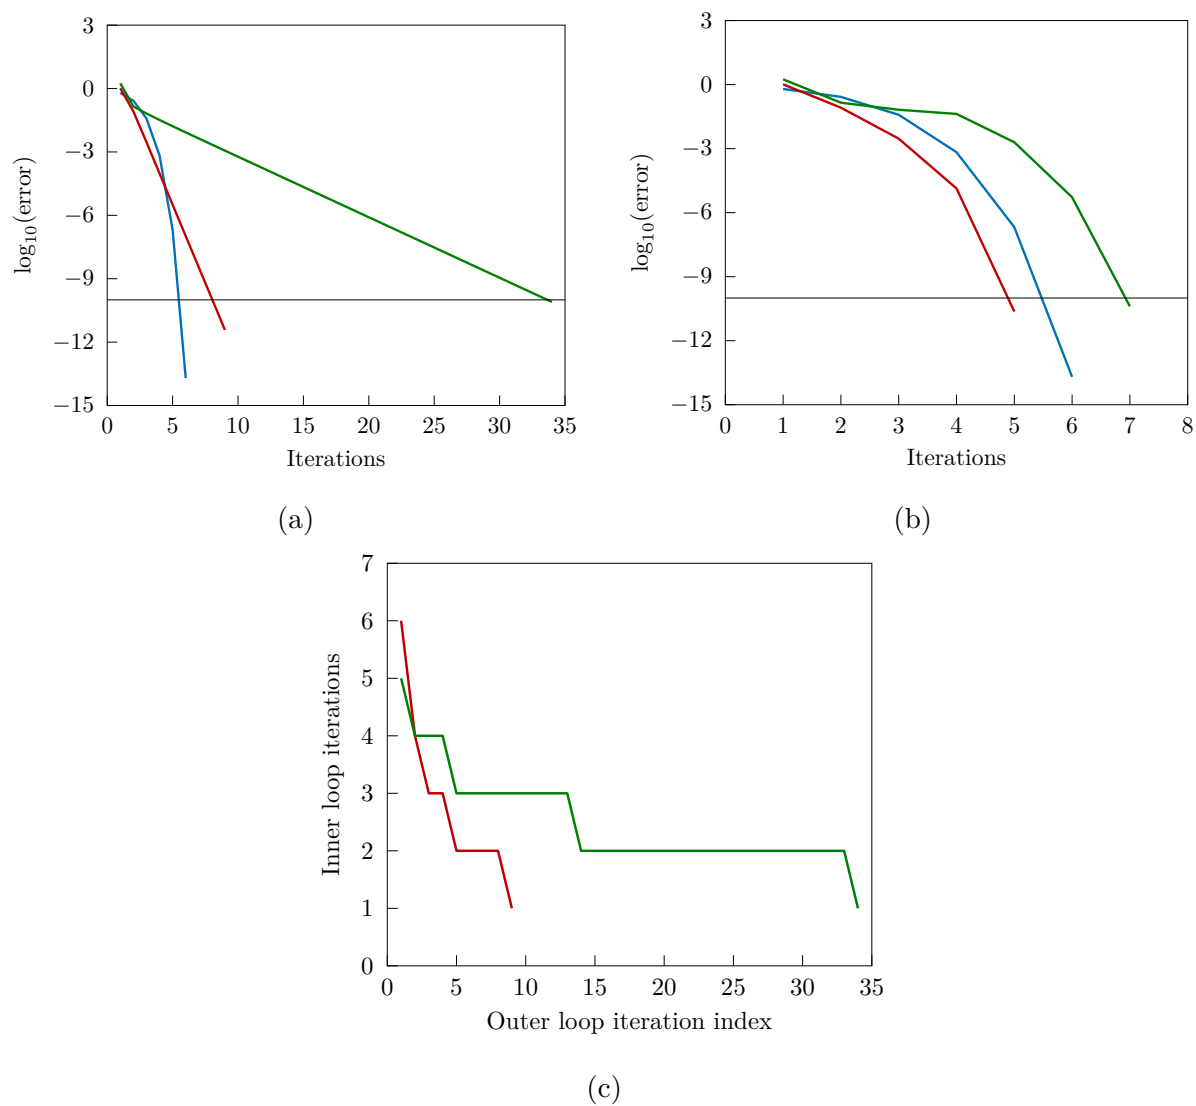 3
0
−3
−6
−9
−12
−15
log10(error)
0 5 10 15 20 25 30 35
Iterations
(a)
3
0
−3
−6
−9
−12
−15
log10(error)
0 1 2 3 4 5 6 7 8
Iterations
(b)
7
6
5
4
3
2
1
0
Inner loop iterations
0 5 10 15 20 25 30 35
Outer loop iteration index
(c)